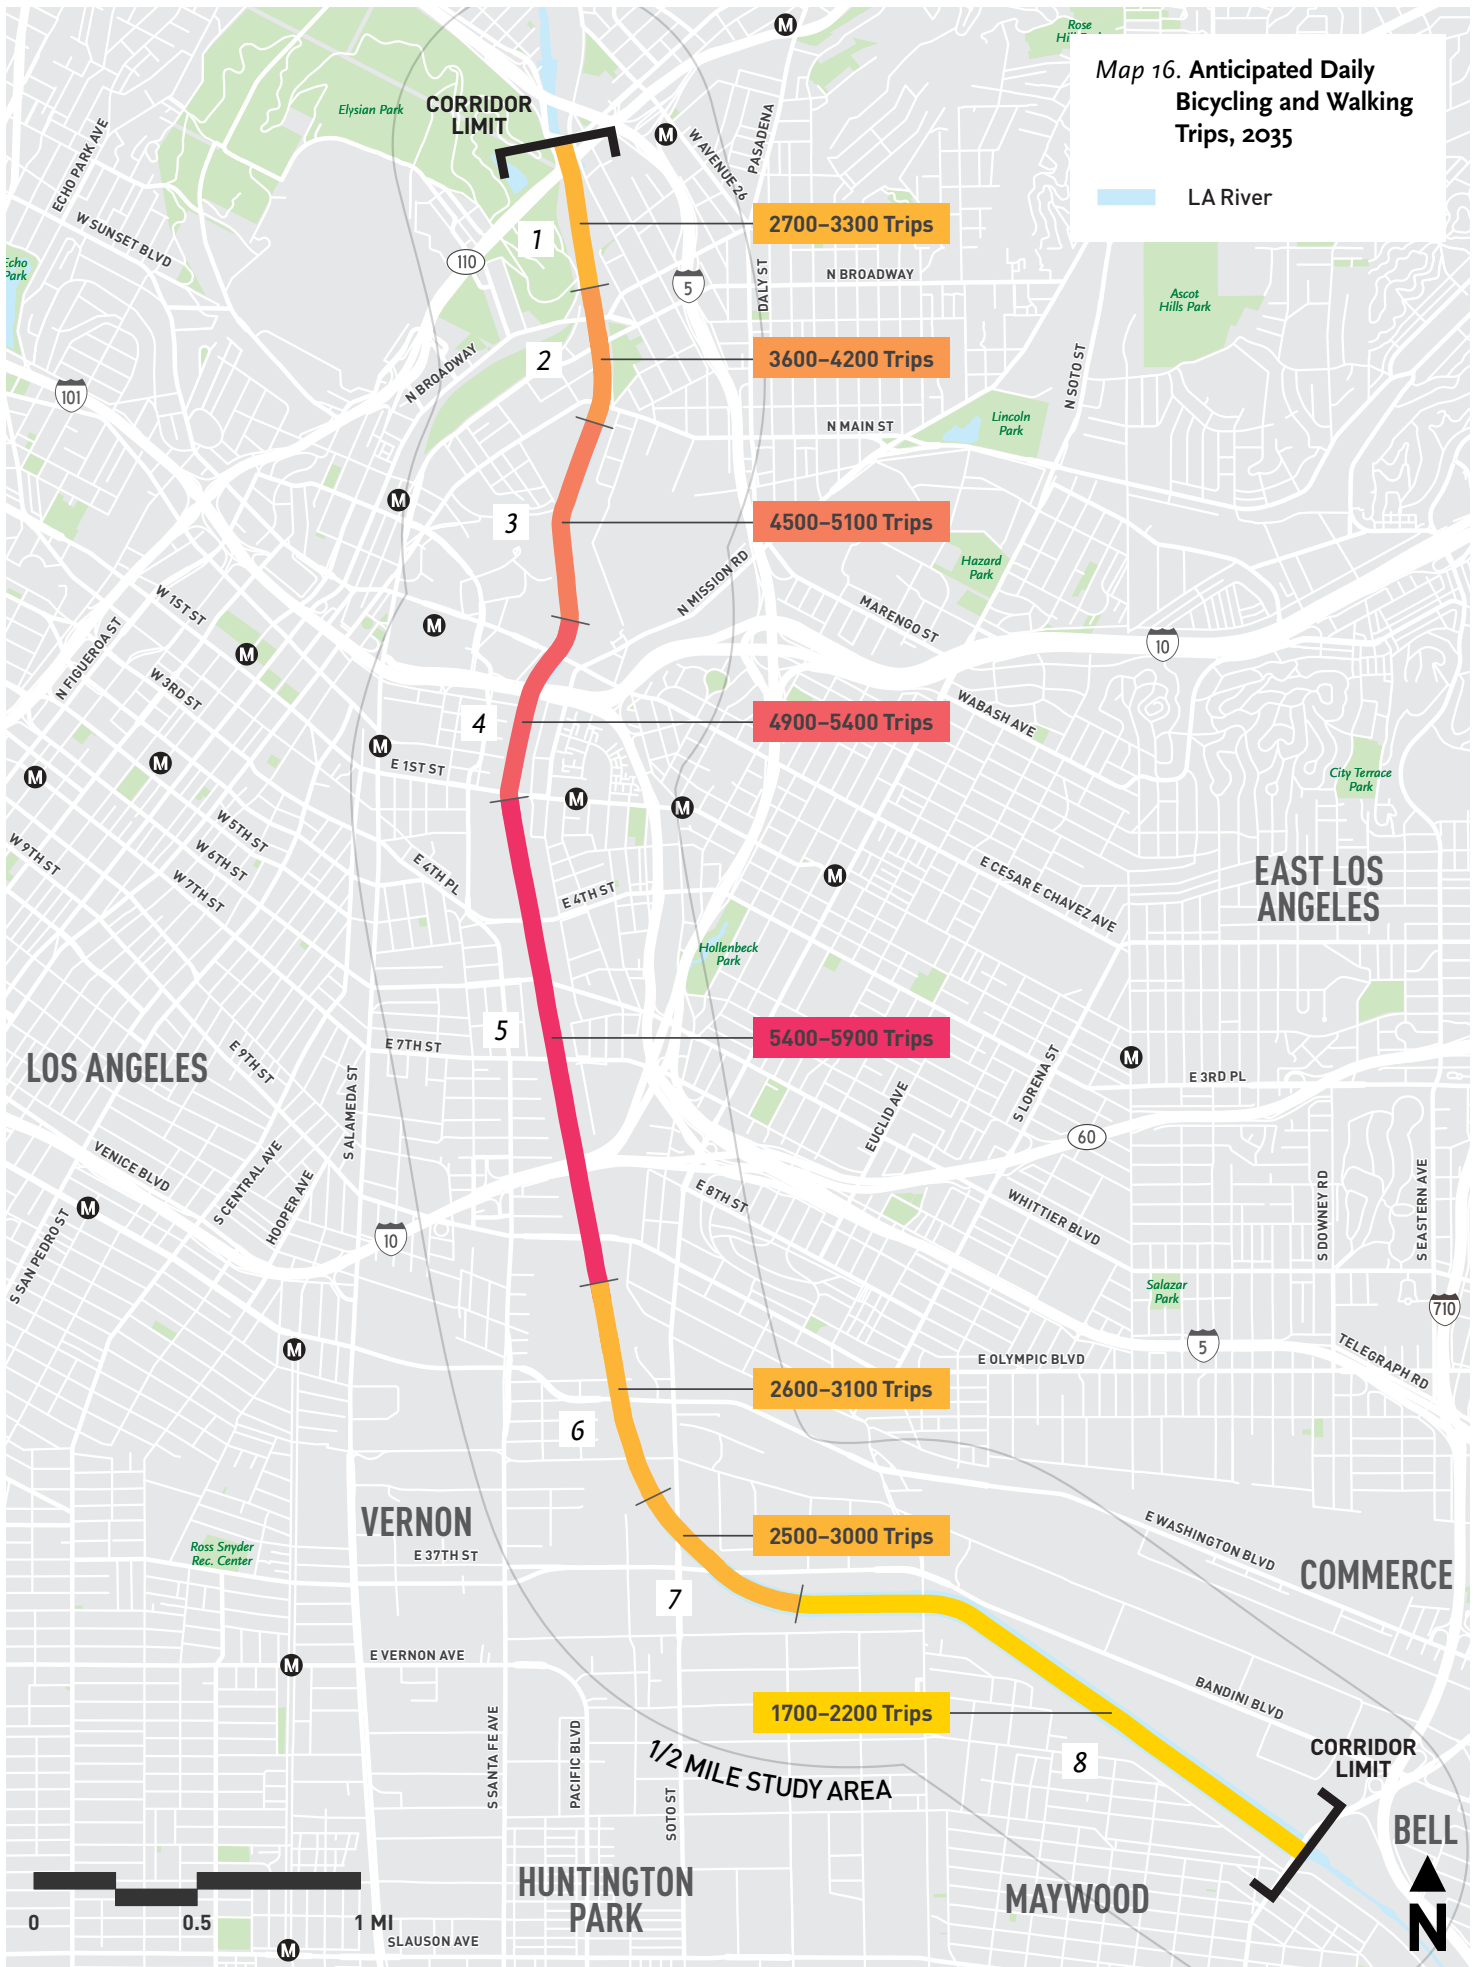 Map 16. Anticipated Daily
Bicycling and Walking
Trips, 2035
LA River
Rose
Elysian Park
CORRIDOR
LIMIT
M
M
W AVENUE 26
PASADENA
ECHO PARK AVE
W SUNSET BLVD
Echo
Park
1
2700–3300 Trips
110
5
DALY ST
N BROADWAY
Ascot
Hills Park
2
3600–4200 Trips
N BROADWAY
N SOTO ST
101
N MAIN ST
Lincoln
Park
M
3
4500–5100 Trips
Hazard
Park
N MISSION RD
MARENGO ST
W 1ST ST
M
M
N FIGUEROA ST
W 3RD ST
10
4
4900–5400 Trips
WABASH AVE
M
E 1ST ST
M
M
M
M
City Terrace
Park
W 5TH ST
W 6TH ST
W 7TH ST
W 9TH ST
E 4TH PL
E 4TH ST
M
E CESAR E CHAVEZ AVE
EAST LOS
ANGELES
Hollenbeck
Park
5
5400–5900 Trips
E 7TH ST
LOS ANGELES
E 9TH ST
S ALAMEDA ST
M
E 3RD PL
S LORENA ST
EUCLID AVE
60
VENICE BLVD
S CENTRAL AVE
HOOPER AVE
M
S SAN PEDRO ST
10
E 8TH ST
WHITTIER BLVD
S DOWNEY RD
S EASTERN AVE
Salazar
Park
710
5
TELEGRAPH RD
M
E OLYMPIC BLVD
2600–3100 Trips
6
VERNON
2500–3000 Trips
E WASHINGTON BLVD
Ross Snyder
Rec. Center
E 37TH ST
COMMERCE
7
E VERNON AVE
M
BANDINI BLVD
1700–2200 Trips
8
1/2 MILE STUDY AREA
CORRIDOR
LIMIT
S SANTA FE AVE
PACIFIC BLVD
SOTO ST
BELL
HUNTINGTON
PARK
MAYWOOD
0
0.5
1 MI
SLAUSON AVE
M
N